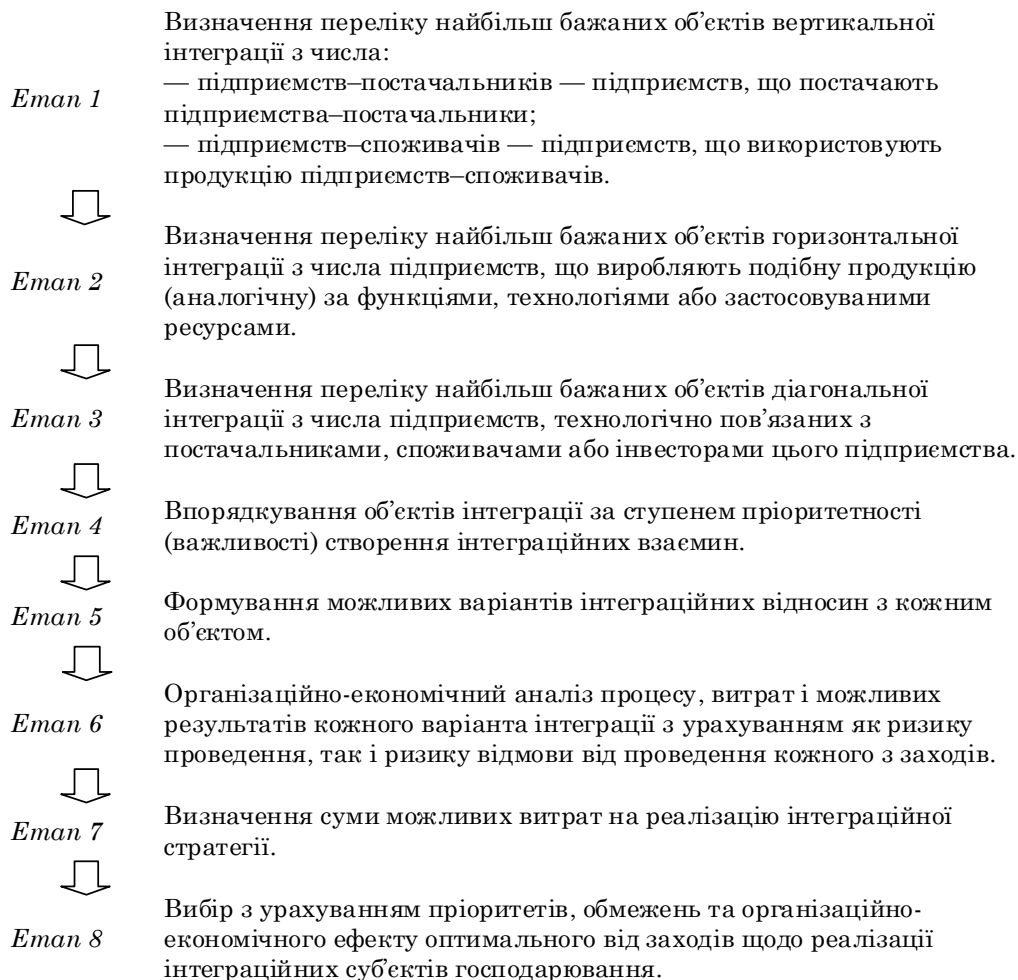 Визначення переліку найбільш бажаних об’єктів вертикальної
інтеграції з числа:
— підприємств–постачальників — підприємств, що постачають
Етап 1
підприємства–постачальники;
— підприємств–споживачів — підприємств, що використовують
продукцію підприємств–споживачів.
Визначення переліку найбільш бажаних об’єктів горизонтальної
Етап 2 інтеграції з числа підприємств, що виробляють подібну продукцію
(аналогічну) за функціями, технологіями або застосовуваними
ресурсами.
Визначення переліку найбільш бажаних об’єктів діагональної
Етап 3 інтеграції з числа підприємств, технологічно пов’язаних з
постачальниками, споживачами або інвесторами цього підприємства.
Етап 4 Впорядкування об’єктів інтеграції за ступенем пріоритетності
(важливості) створення інтеграційних взаємин.
Етап 5 Формування можливих варіантів інтеграційних відносин з кожним
об’єктом.
Організаційно-економічний аналіз процесу, витрат і можливих
Етап 6 результатів кожного варіанта інтеграції з урахуванням як ризику
проведення, так і ризику відмови від проведення кожного з заходів.
Етап 7 Визначення суми можливих витрат на реалізацію інтеграційної
стратегії.
Вибір з урахуванням пріоритетів, обмежень та організаційно-
Етап 8 економічного ефекту оптимального від заходів щодо реалізації
інтеграційних суб’єктів господарювання.